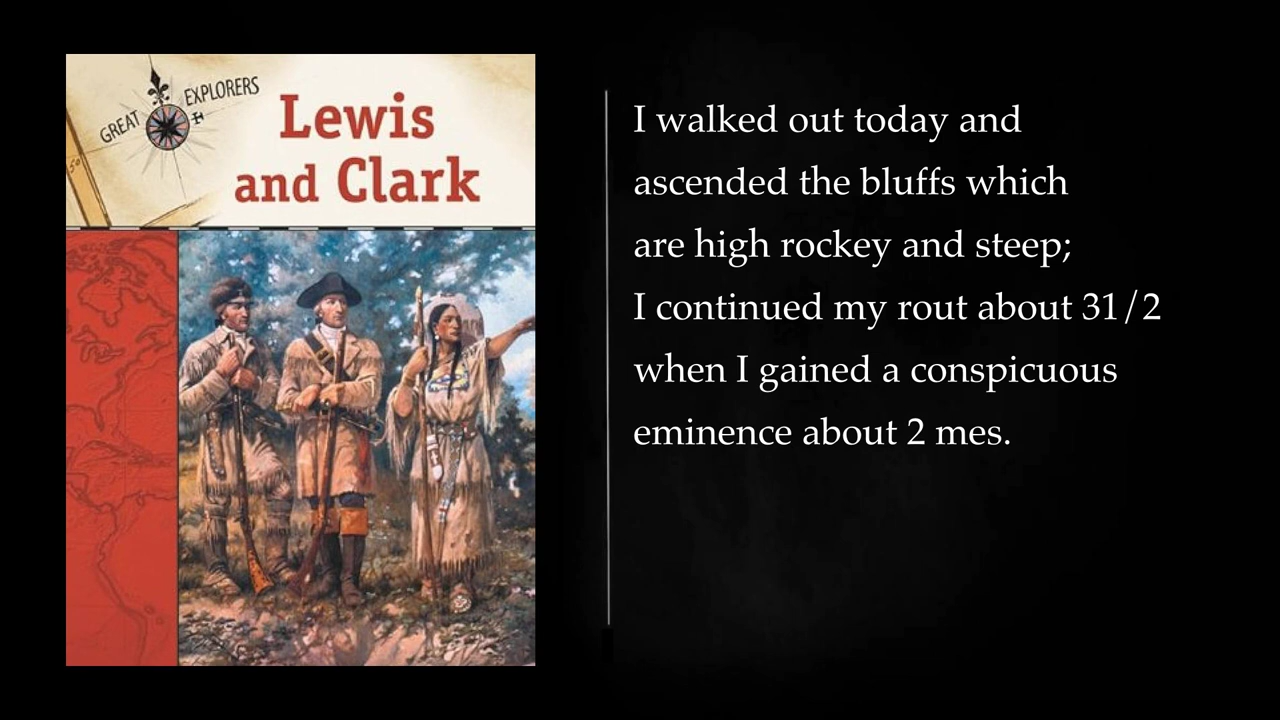 GREAT EXPLORERS
Lewis
and Clark
50
I walked out today and
ascended the bluffs which
are high rockey and steep;
I continued my rout about 31/2
when I gained a conspicuous
eminence about 2 mes.